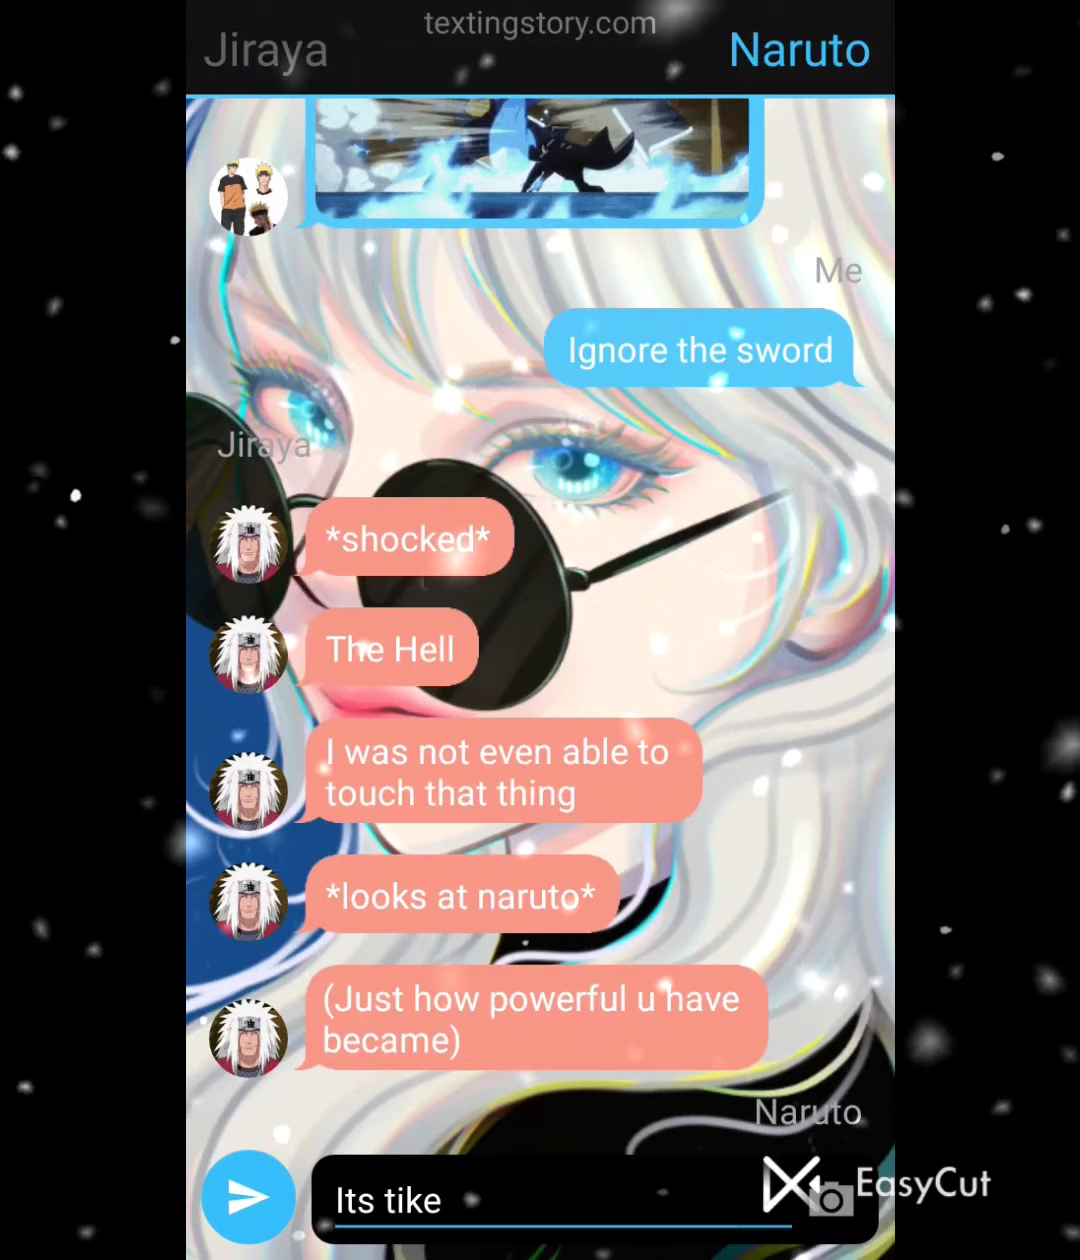 textingstory.com
Jiraya
Naruto
Me
Ignore the sword
Jiraya
*shocked*
The Hell
I was not even able to
touch that thing
*looks at naruto*
(Just how powerful u have
became)
Naruto
Its tike
EasyCut